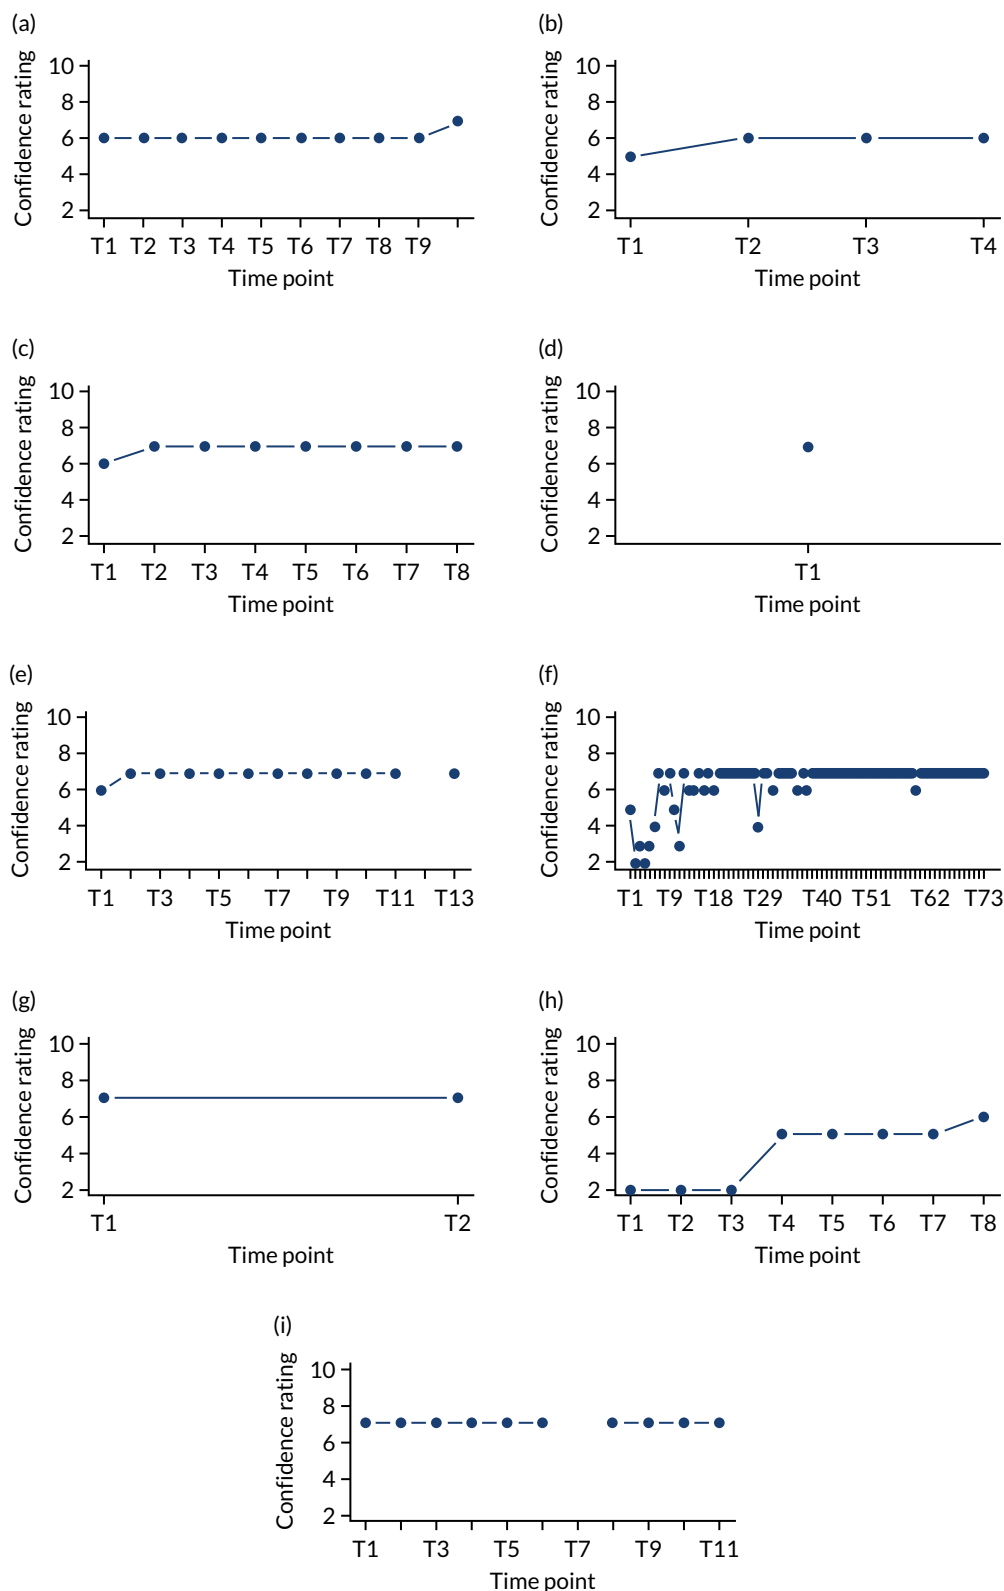 (a)
Confidence rating
10
8
6
4
2
T1 T2 T3 T4 T5 T6 T7 T8 T9
Time point
(b)
Confidence rating
10
8
6
4
2
T1 T2 T3 T4
Time point
(c)
Confidence rating
10
8
6
4
2
T1 T2 T3 T4 T5 T6 T7 T8
Time point
(d)
Confidence rating
10
8
6
4
2
T1
Time point
(e)
Confidence rating
10
8
6
4
2
T1 T3 T5 T7 T9 T11 T13
Time point
(f)
Confidence rating
10
8
6
4
2
T1 T9 T18 T29 T40 T51 T62 T73
Time point
(g)
Confidence rating
10
8
6
4
2
T1 T2
Time point
(h)
Confidence rating
10
8
6
4
2
T1 T2 T3 T4 T5 T6 T7 T8
Time point
(i)
Confidence rating
10
8
6
4
2
T1 T3 T5 T7 T9 T11
Time point